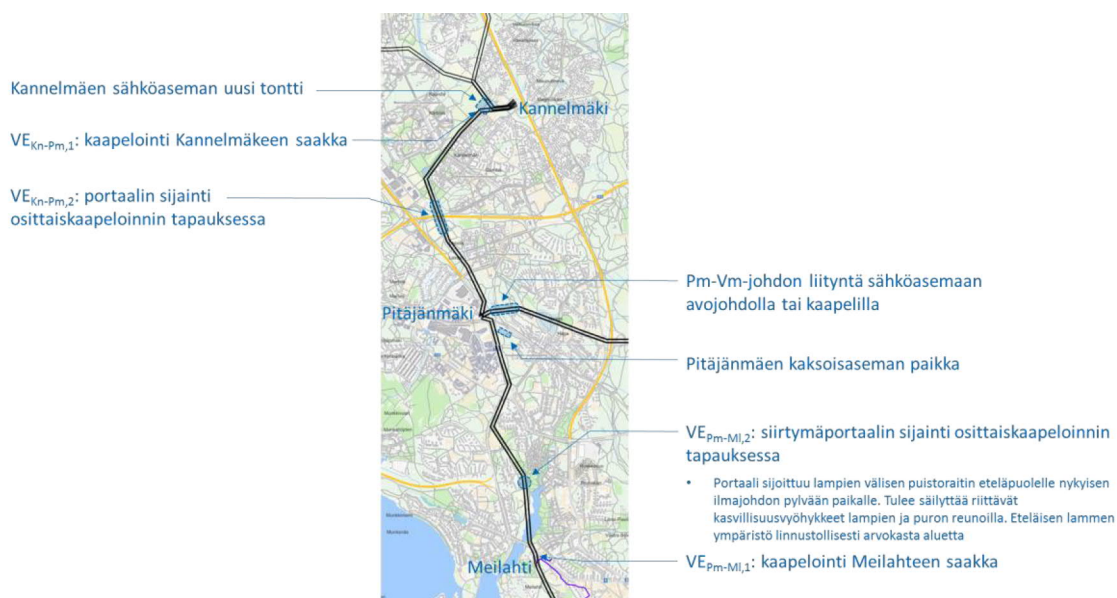 Kannelmäen sähköaseman uusi tontti
Kannelmäki
VEKn-Pm,1: kaapelointi Kannelmäkeen saakka
VEKn-Pm,2: portaalin sijainti
osittaiskaapeloinnin tapauksessa
Pm-Vm-johdon liityntä sähköasemaan
avojohdolla tai kaapelilla
Pitäjänmäki
Pitäjänmäen kaksoisaseman paikka
VEPm-Ml,2: siirtymäportaalin sijainti osittaiskaapeloinnin
tapauksessa
• Portaali sijoittuu lampien välisen puistoraitin eteläpuolelle nykyisen
ilmajohdon pylvään paikalle. Tulee säilyttää riittävät
kasvillisuusvyöhykkeet lampien ja puron reunoilla. Eteläisen lammen
ympäristö linnustollisesti arvokasta aluetta
Meilahti
VEPm-Ml,1: kaapelointi Meilahteen saakka